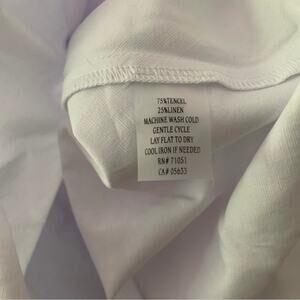 75%TENCEL
25%LINEN
MACHINE WASH COLD
GENTLE CYCLE
LAY FLAT TO DRY
COOL IRON IF NEEDED
RN# 71051
CA# 05633